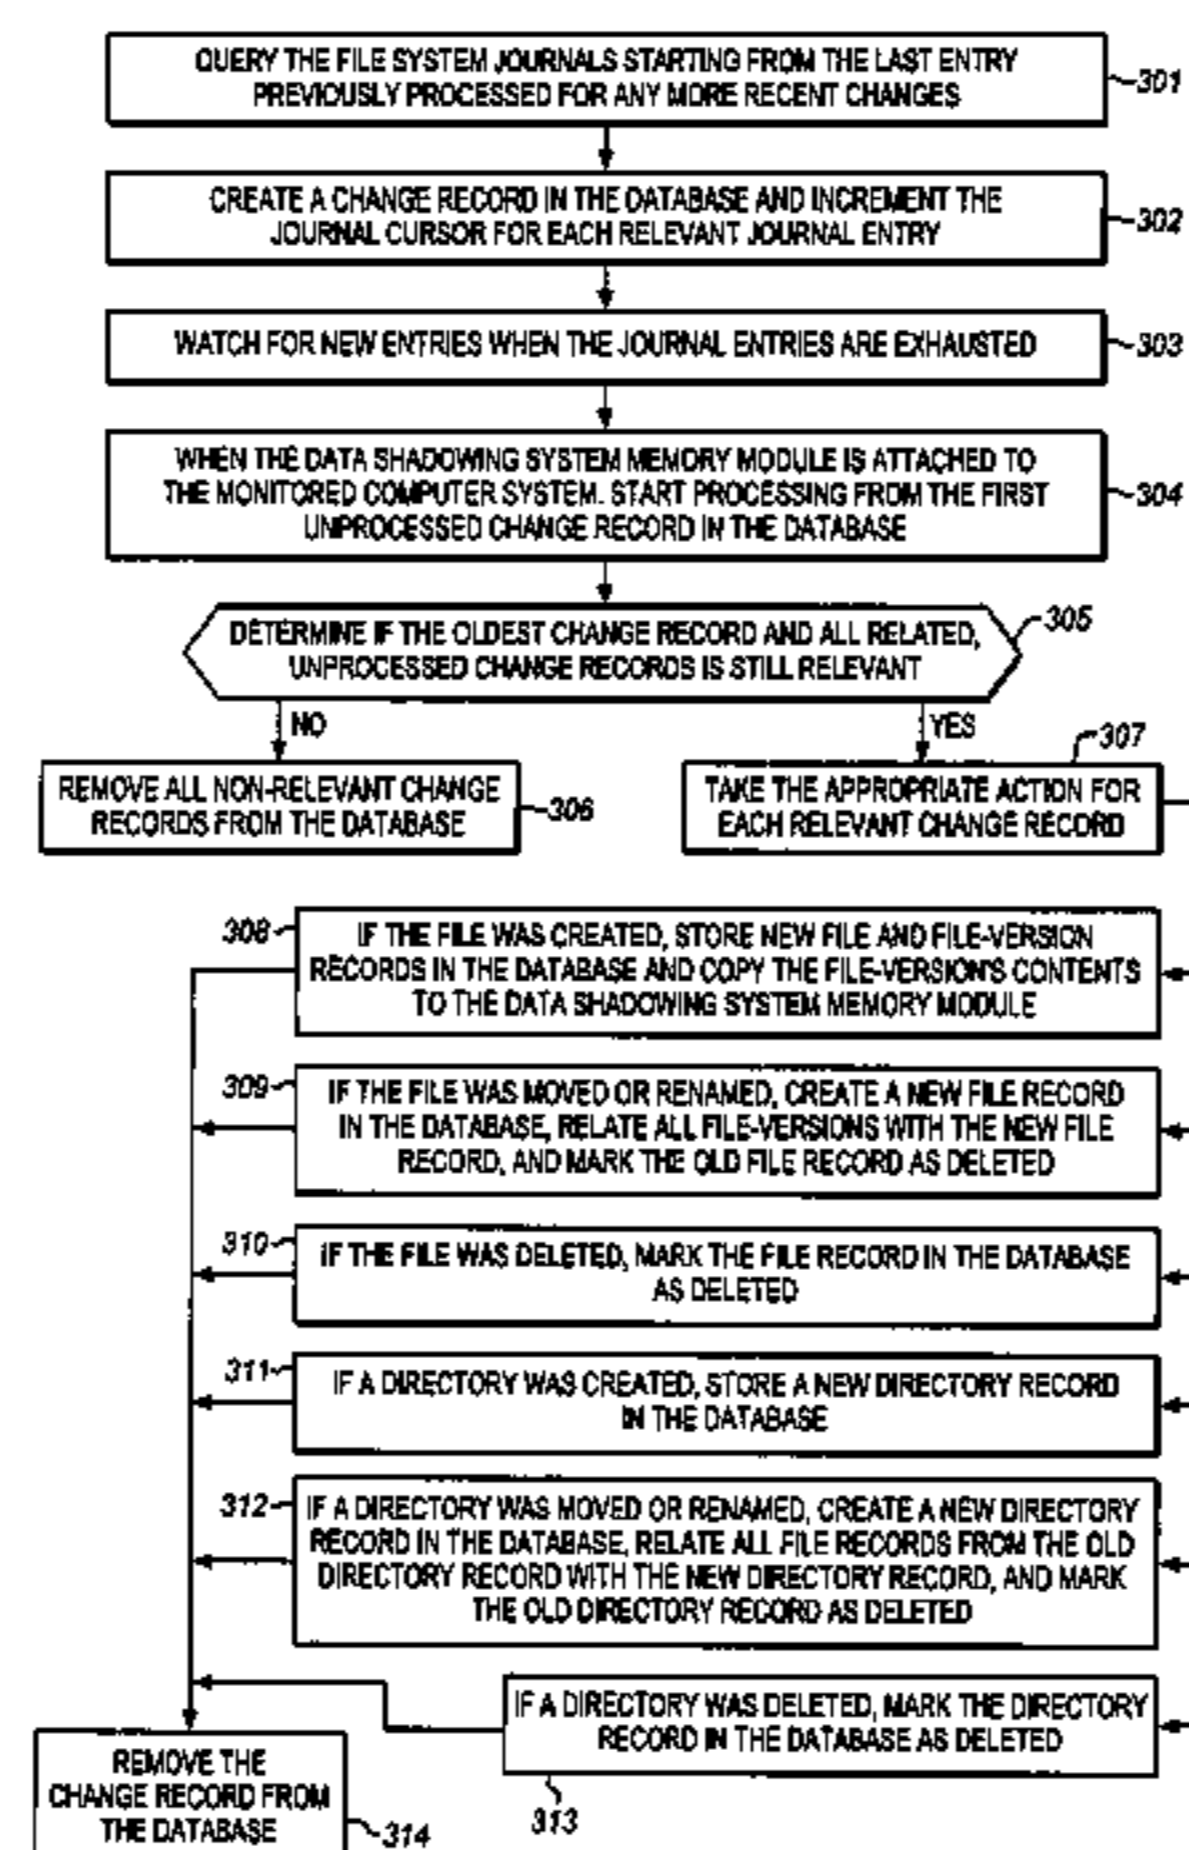 QUERY THE FILE SYSTEM JOURNALS STARTING FROM THE LAST ENTRY
PREVIOUSLY PROCESSED FOR ANY MORE RECENT CHANGES
301
CREATE A CHANGE RECORD IN THE DATABASE AND INCREMENT THE
JOURNAL CURSOR FOR EACH RELEVANT JOURNAL ENTRY
302
WATCH FOR NEW ENTRIES WHEN THE JOURNAL ENTRIES ARE EXHAUSTED
303
WHEN THE DATA SHADOWING SYSTEM MEMORY MODULE IS ATTACHED TO
THE MONITORED COMPUTER SYSTEM. START PROCESSING FROM THE FIRST
UNPROCESSED CHANGE RECORD IN THE DATABASE
304
DETERMINE IF THE OLDEST CHANGE RECORD AND ALL RELATED,
UNPROCESSED CHANGE RECORDS IS STILL RELEVANT
305
NO
YES
REMOVE ALL NON-RELEVANT CHANGE
RECORDS FROM THE DATABASE
306
307
TAKE THE APPROPRIATE ACTION FOR
EACH RELEVANT CHANGE RECORD
308
IF THE FILE WAS CREATED, STORE NEW FILE AND FILE-VERSION
RECORDS IN THE DATABASE AND COPY THE FILE-VERSION'S CONTENTS
TO THE DATA SHADOWING SYSTEM MEMORY MODULE
309
IF THE FILE WAS MOVED OR RENAMED, CREATE A NEW FILE RECORD
IN THE DATABASE, RELATE ALL FILE-VERSIONS WITH THE NEW FILE
RECORD, AND MARK THE OLD FILE RECORD AS DELETED
310
IF THE FILE WAS DELETED, MARK THE FILE RECORD IN THE DATABASE
AS DELETED
311
IF A DIRECTORY WAS CREATED, STORE A NEW DIRECTORY RECORD
IN THE DATABASE
312
IF A DIRECTORY WAS MOVED OR RENAMED, CREATE A NEW DIRECTORY
RECORD IN THE DATABASE, RELATE ALL FILE RECORDS FROM THE OLD
DIRECTORY RECORD WITH THE NEW DIRECTORY RECORD, AND MARK
THE OLD DIRECTORY RECORD AS DELETED
IF A DIRECTORY WAS DELETED, MARK THE DIRECTORY
RECORD IN THE DATABASE AS DELETED
313
REMOVE THE
CHANGE RECORD FROM
THE DATABASE
314